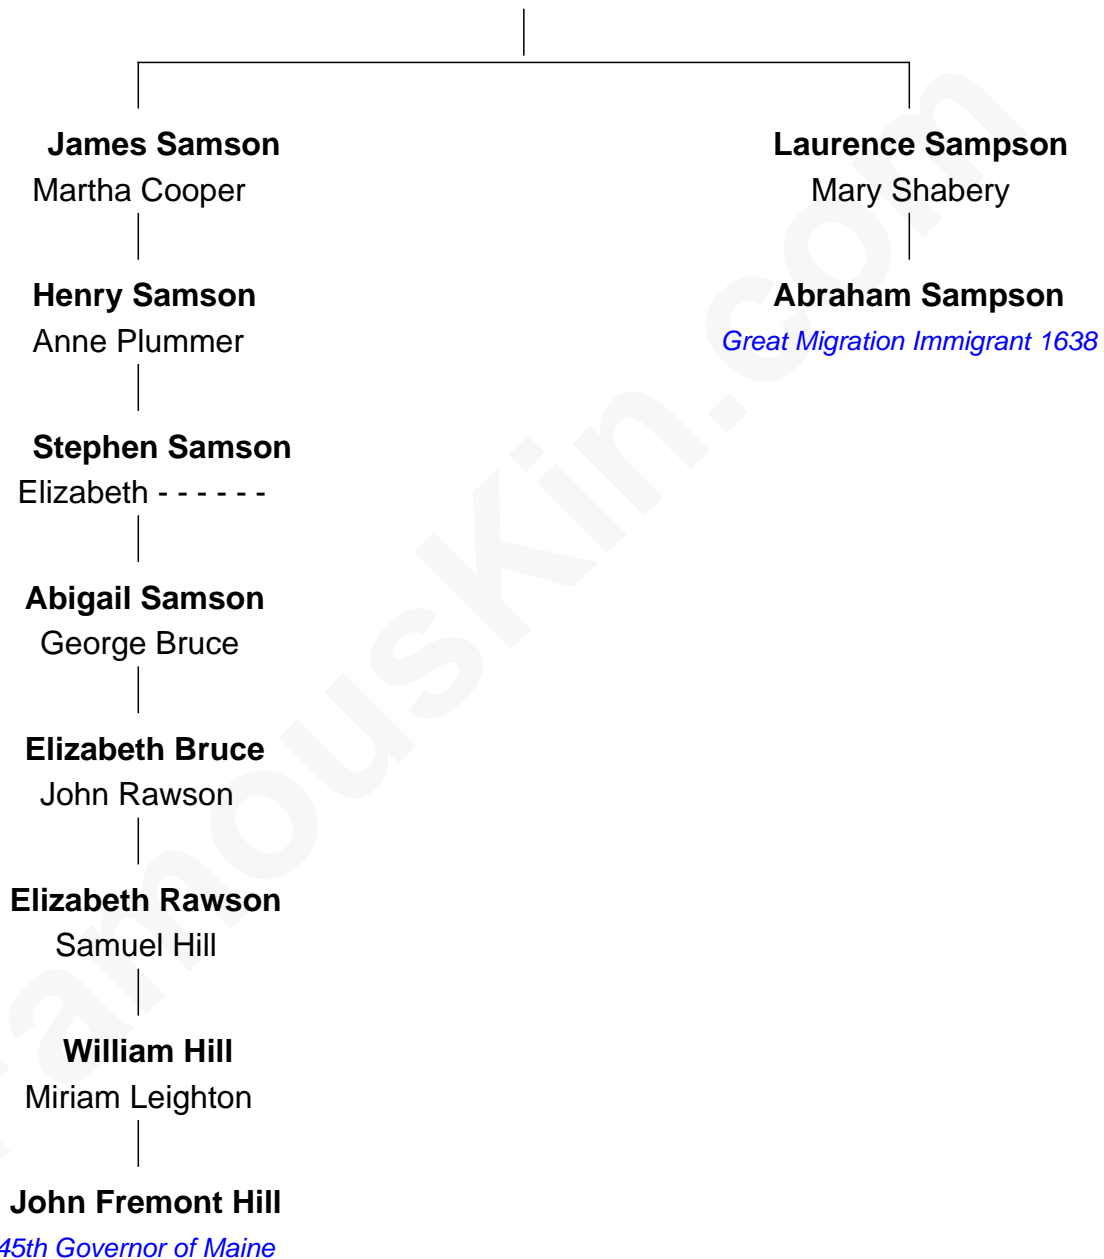 James Samson
Martha Cooper
Laurence Sampson
Mary Shabery
Henry Samson
Anne Plummer
Abraham Sampson
Great Migration Immigrant 1638
Stephen Samson
Elizabeth - - - - - -
Abigail Samson
George Bruce
Elizabeth Bruce
John Rawson
Elizabeth Rawson
Samuel Hill
William Hill
Miriam Leighton
John Fremont Hill
45th Governor of Maine
FamousKin.com